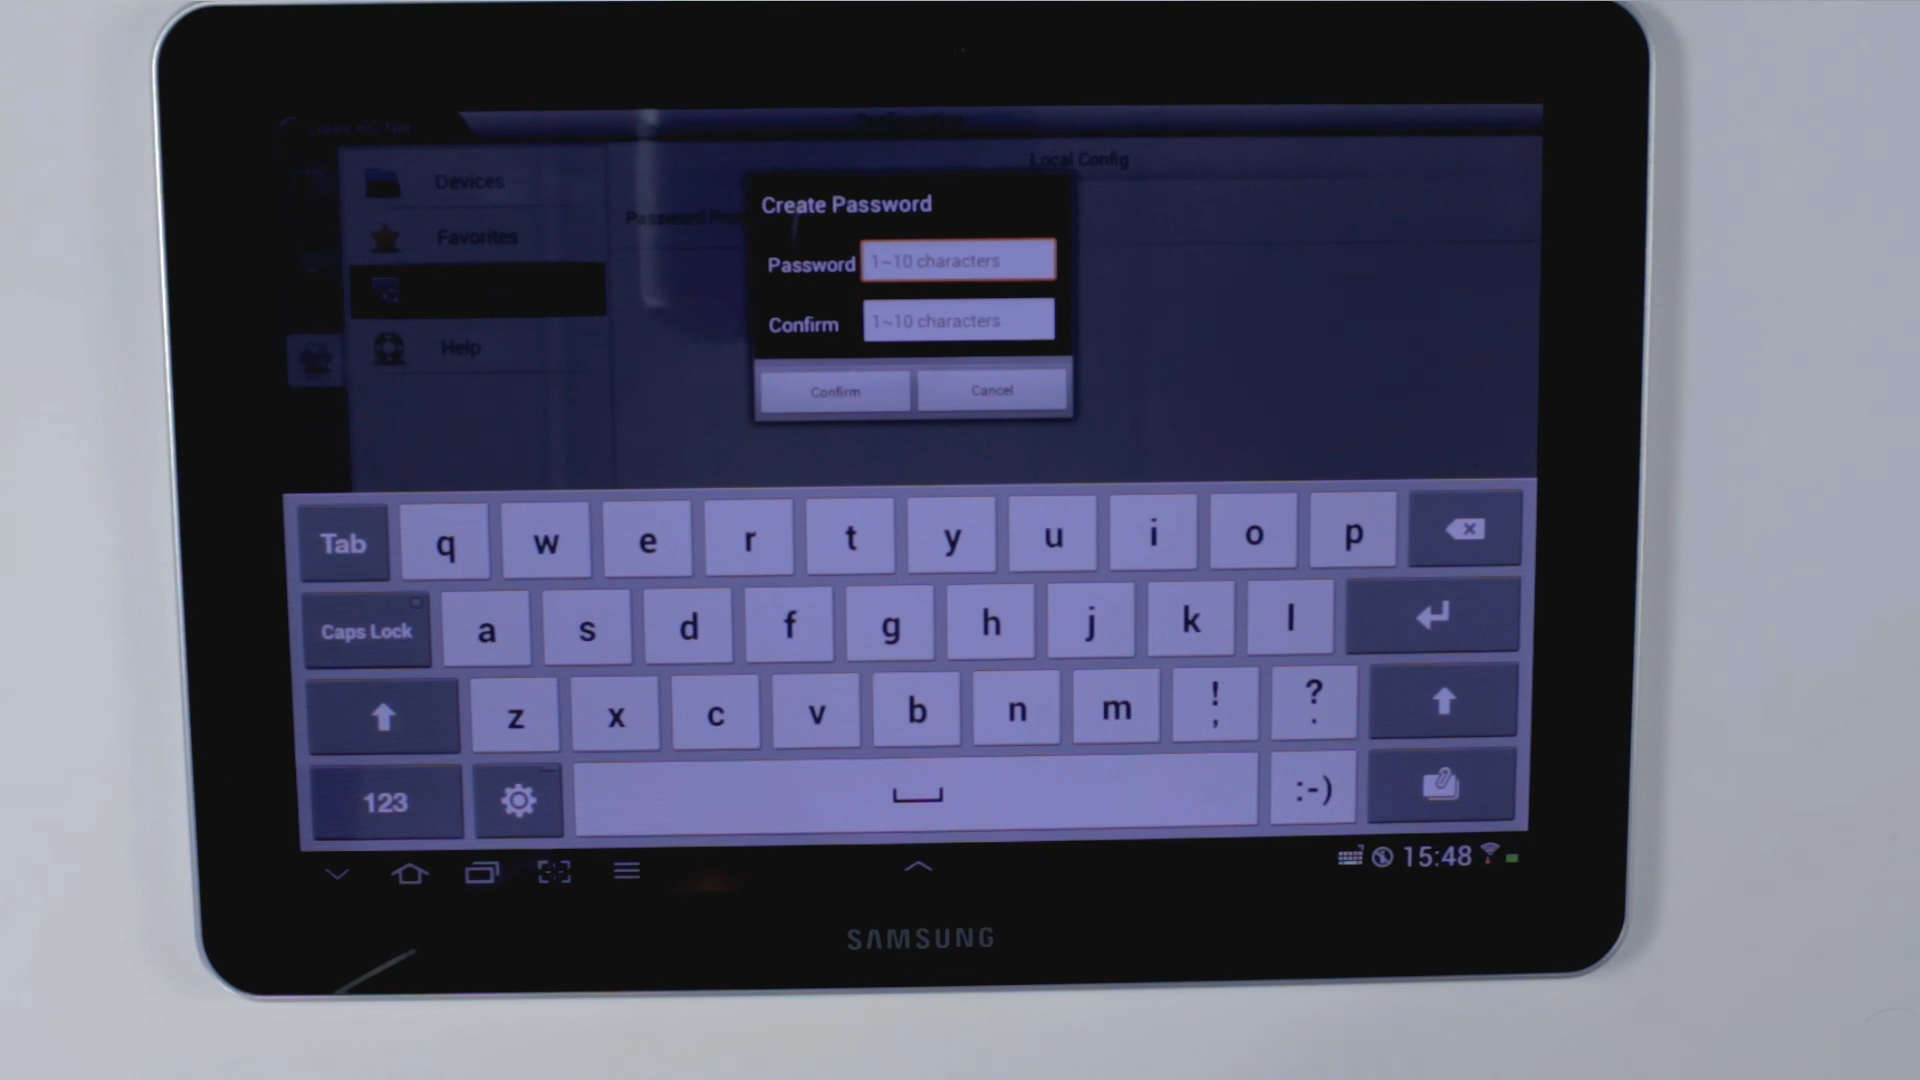 Local Config
Devices
Favorites
Help
Create Password
Password 1~10 characters
Confirm 1~10 characters
Confirm Cancel
Tab q w e r t y u i o p
Caps Lock a s d f g h j k l
z x c v b n m ! , ? .
123 :-)
15:48
SAMSUNG